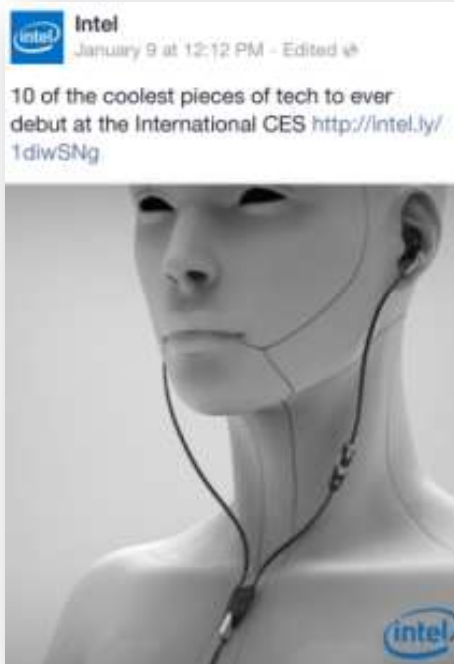 intel
Intel
January 9 at 12:12 PM · Edited
10 of the coolest pieces of tech to ever
debut at the International CES http://intel.ly/
1diwSNg
intel